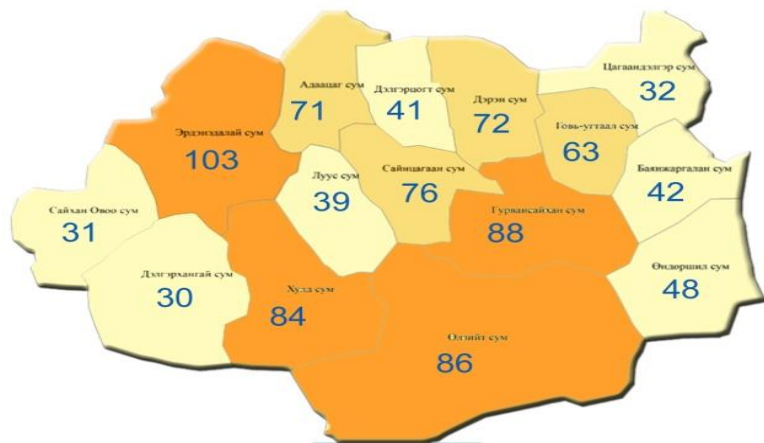 Цагаандэлгэр сум
32
Адаацаг сум
71
Дэлгэрцогт сум
41
Дэрэн сум
72
Говь-угтаал сум
63
Эрдэнэдалай сум
103
Луус сум
39
Сайнцагаан сум
76
Баянжаргалан сум
42
Сайхан Овоо сум
31
Гурвансайхан сум
88
Дэлгэрхангай сум
30
Хулд сум
84
Өндөршил сум
48
Өлзийт сум
86